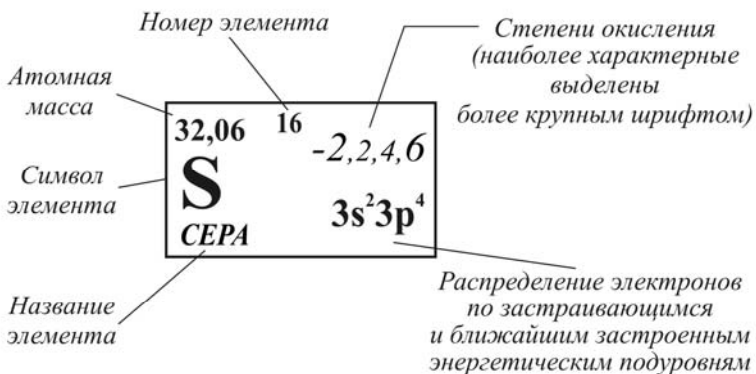 Номер элемента
Степени окисления
(наиболее характерные
выделены
более крупным шрифтом)
Атомная
масса
32,06
16
-2,2,4,6
Символ
элемента
S
3s²3p⁴
СЕРА
Название
элемента
Распределение электронов
по застраивающимся
и ближайшим застроенным
энергетическим подуровням